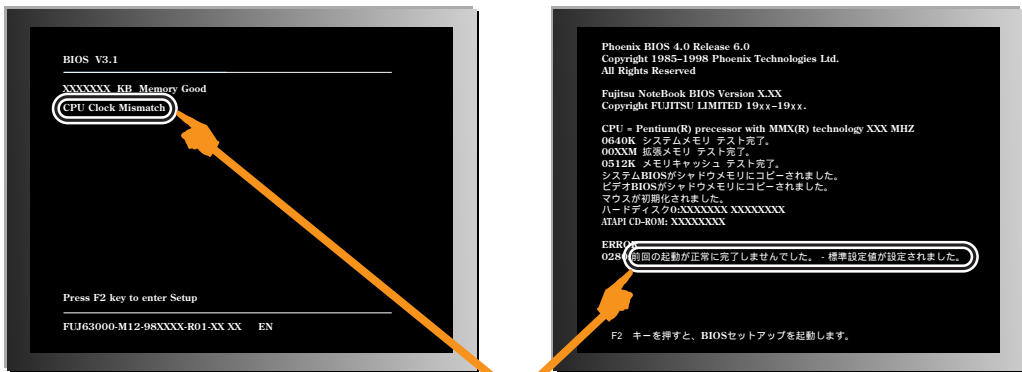 BIOS V3.1
XXXXXXX KB Memory Good
CPU Clock Mismatch
Press F2 key to enter Setup
FUJ63000-M12-98XXXX-R01-XX XX EN
Phoenix BIOS 4.0 Release 6.0
Copyright 1985–1998 Phoenix Technologies Ltd.
All Rights Reserved
Fujitsu NoteBook BIOS Version X.XX
Copyright FUJITSU LIMITED 19xx–19xx.
CPU = Pentium(R) precessor with MMX(R) technology XXX MHZ
0640K システムメモリ テスト完了。
00XXM 拡張メモリ テスト完了。
0512K メモリキャッシュ テスト完了。
システムBIOSがシャドウメモリにコピーされました。
ビデオBIOSがシャドウメモリにコピーされました。
マウスが初期化されました。
ハードディスク0:XXXXXXX XXXXXXXX
ATAPI CD-ROM: XXXXXXXX
ERROR
0280 前回の起動が正常に完了しませんでした。 - 標準設定値が設定されました。
F2 キーを押すと、BIOSセットアップを起動します。